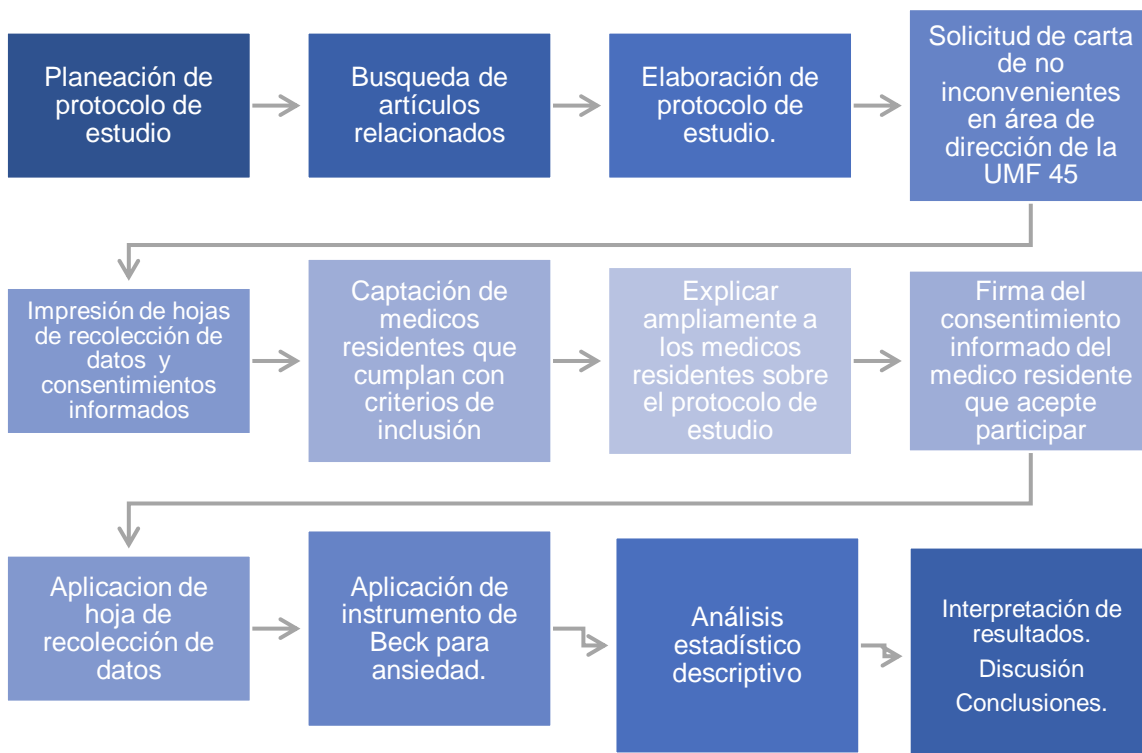 Planeación de
protocolo de
estudio
Busqueda de
artículos
relacionados
Elaboración de
protocolo de
estudio.
Solicitud de carta
de no
inconvenientes
en área de
dirección de la
UMF 45
Impresión de hojas
de recolección de
datos y
consentimientos
informados
Captación de
medicos
residentes que
cumplan con
criterios de
inclusión
Explicar
ampliamente a
los medicos
residentes sobre
el protocolo de
estudio
Firma del
consentimiento
informado del
medico residente
que acepte
participar
Aplicacion de
hoja de
recolección de
datos
Aplicación de
instrumento de
Beck para
ansiedad.
Análisis
estadístico
descriptivo
Interpretación de
resultados.
Discusión
Conclusiones.